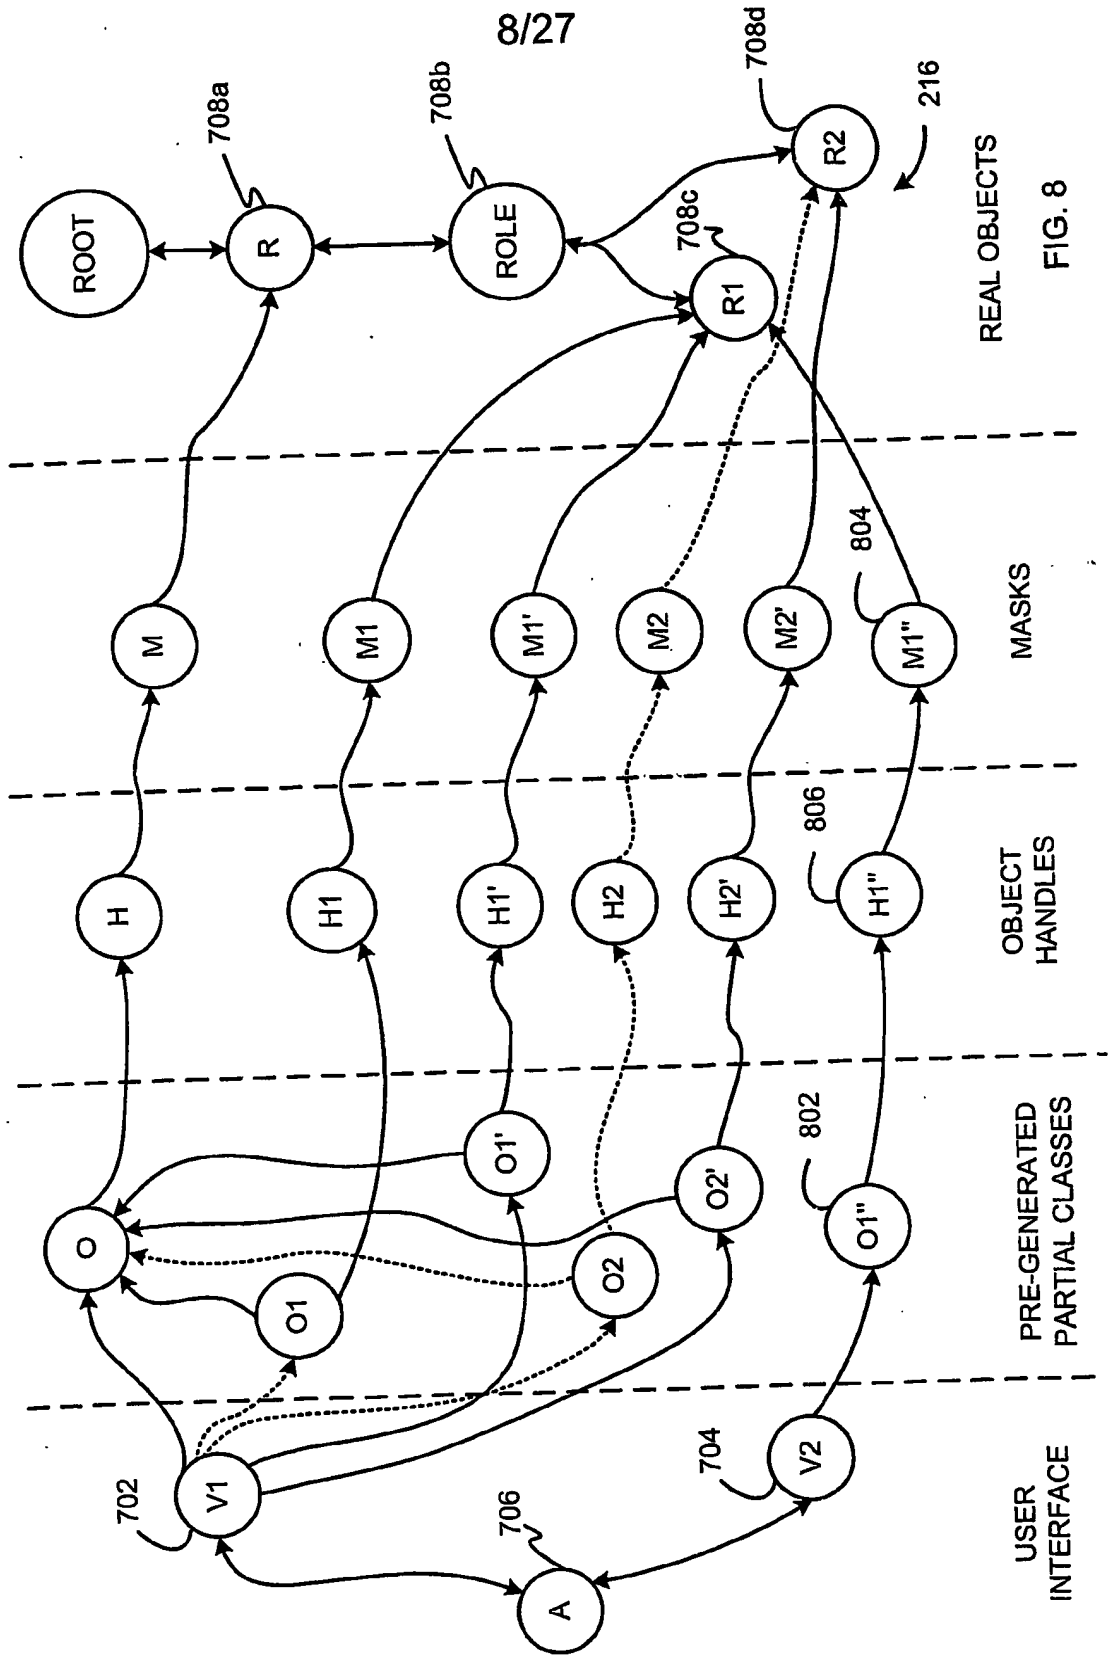 8/27
ROOT
R
708a
ROLE
708b
R1
708c
R2
708d
216
REAL OBJECTS
FIG. 8
M
M1
M1'
M2
M2'
M1"
804
MASKS
H
H1
H1'
H2
H2'
H1"
806
OBJECT
HANDLES
O
O1
O1'
O2
O2'
O1"
802
PRE-GENERATED
PARTIAL CLASSES
V1
702
A
706
V2
704
USER
INTERFACE